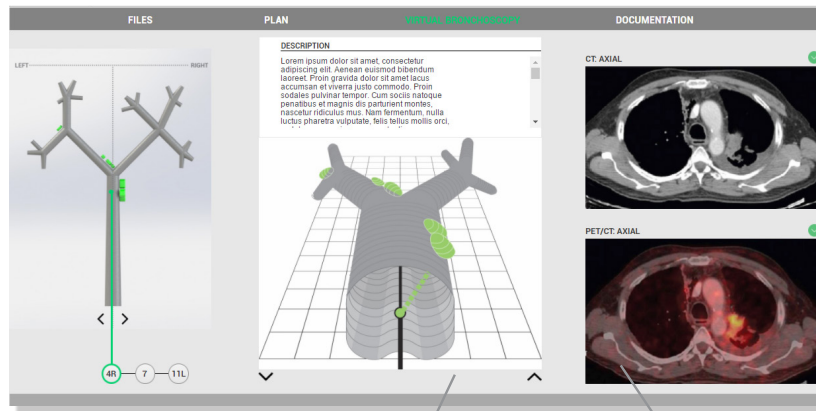 FILES
PLAN
VIRTUAL BRONCHOSCOPY
DOCUMENTATION
LEFT
RIGHT
4R
7
11L
DESCRIPTION
Lorem ipsum dolor sit amet, consectetur
adipiscing elit. Aenean euismod bibendum
laoreet. Proin gravida dolor sit amet lacus
accumsan et viverra justo commodo. Proin
sodales pulvinar tempor. Cum sociis natoque
penatibus et magnis dis parturient montes,
nascetur ridiculus mus. Nam fermentum, nulla
luctus pharetra vulputate, felis tellus mollis orci,
CT: AXIAL
PET/CT: AXIAL